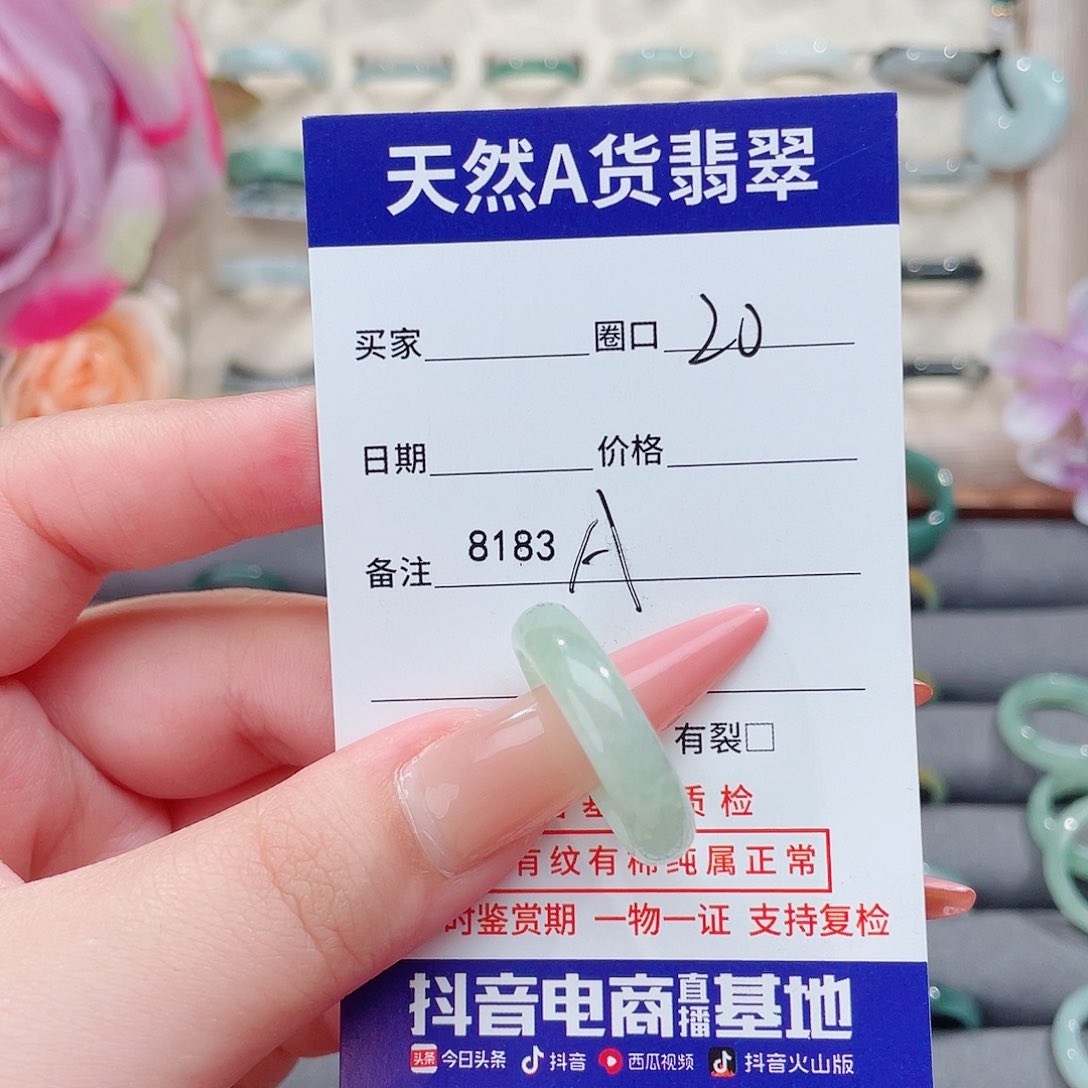 天然A货翡翠
买家 圈口 20
日期 价格
备注 8183 A
有裂□
质检
有纹有棉纯属正常
时鉴赏期 一物一证 支持复检
抖音电商直播基地
头条 今日头条 抖音 西瓜视频 抖音火山版